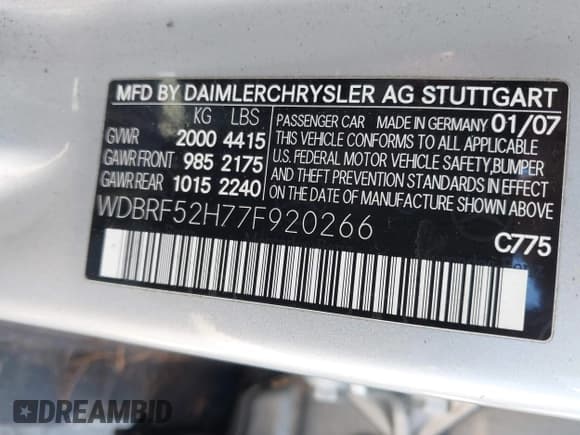 MFD BY DAIMLERCHRYSLER AG STUTTGART
KG LBS
GVWR 2000 4415
GAWR FRONT 985 2175
GAWR REAR 1015 2240
PASSENGER CAR MADE IN GERMANY 01/07
THIS VEHICLE CONFORMS TO ALL APPLICABLE
U.S. FEDERAL MOTOR VEHICLE SAFETY, BUMPER
AND THEFT PREVENTION STANDARDS IN EFFECT
ON THE DATE OF MANUFACTURE SHOWN ABOVE.
WDBRF52H77F920266
C775
DREAMBID